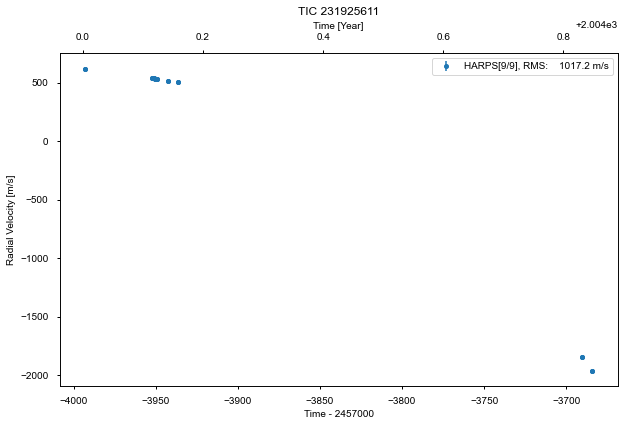 TIC 231925611
Time [Year]
+2.004e3
0.0 0.2 0.4 0.6 0.8
HARPS[9/9], RMS: 1017.2 m/s
500
0
−500
−1000
−1500
−2000
Radial Velocity [m/s]
−4000 −3950 −3900 −3850 −3800 −3750 −3700
Time - 2457000